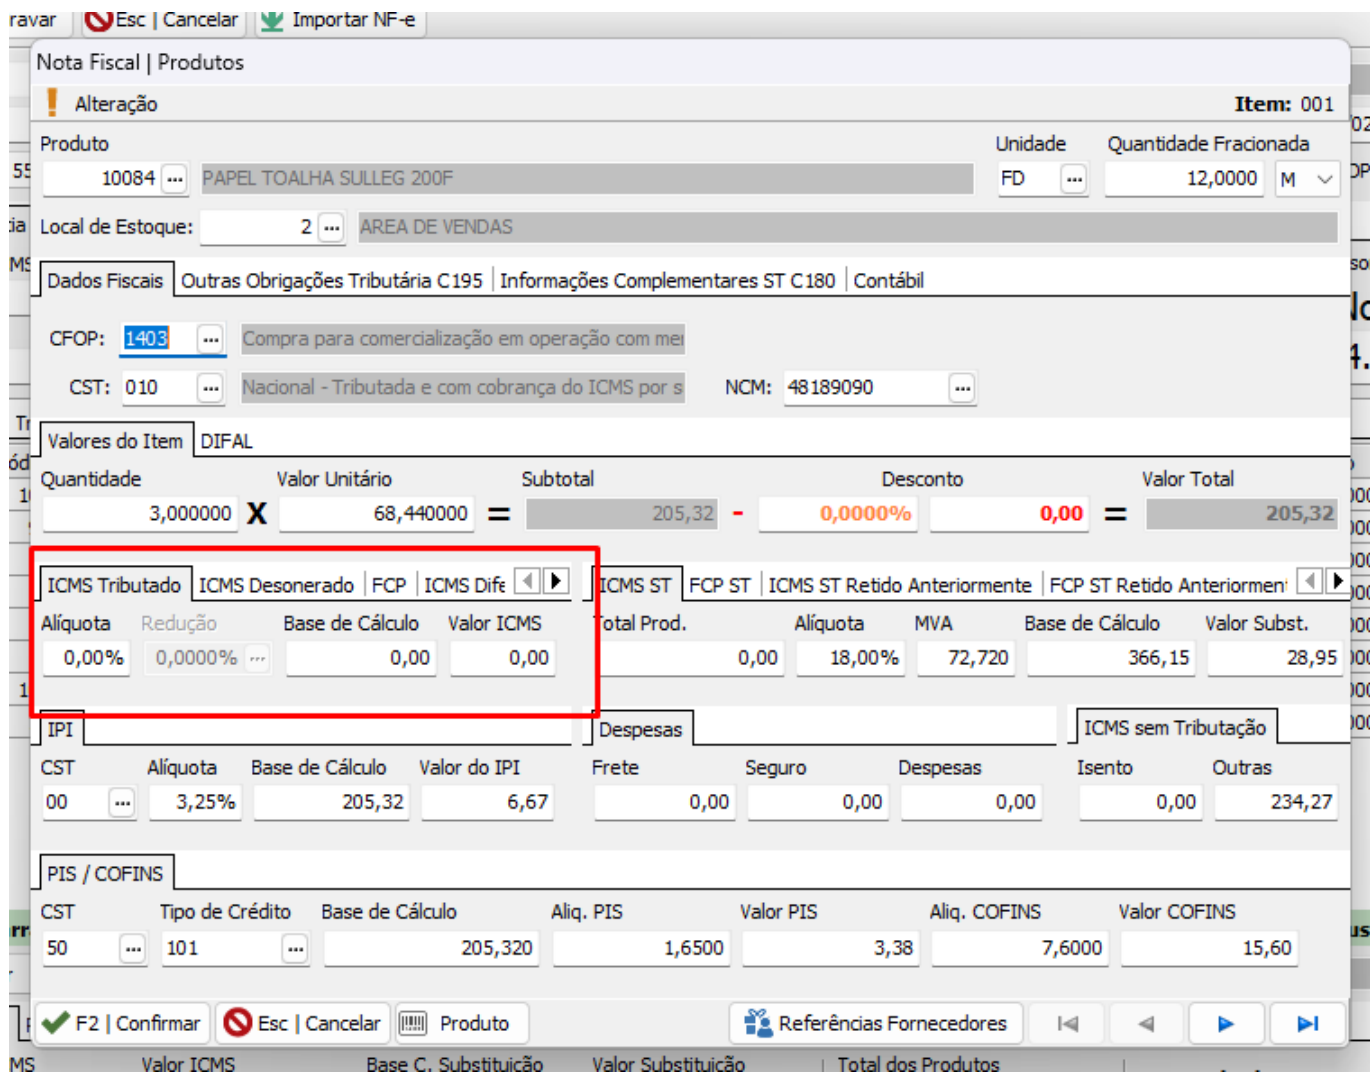 ravar Esc | Cancelar Importar NF-e
Nota Fiscal | Produtos
Alteração Item: 001
Produto Unidade Quantidade Fracionada
10084 ... PAPEL TOALHA SULLEG 200F FD ... 12,0000 M
Local de Estoque: 2 ... AREA DE VENDAS
Dados Fiscais Outras Obrigações Tributária C195 Informações Complementares ST C180 Contábil
CFOP: 1403 ... Compra para comercialização em operação com mer
CST: 010 ... Nacional - Tributada e com cobrança do ICMS por s NCM: 48189090 ...
Valores do Item DIFAL
Quantidade Valor Unitário Subtotal Desconto Valor Total
3,000000 X 68,440000 = 205,32 - 0,0000% 0,00 = 205,32
ICMS Tributado ICMS Desonerado FCP ICMS Dife ICMS ST FCP ST ICMS ST Retido Anteriormente FCP ST Retido Anteriorment
Alíquota Redução Base de Cálculo Valor ICMS Total Prod. Alíquota MVA Base de Cálculo Valor Subst.
0,00% 0,0000% ... 0,00 0,00 0,00 18,00% 72,720 366,15 28,95
IPI Despesas ICMS sem Tributação
CST Alíquota Base de Cálculo Valor do IPI Frete Seguro Despesas Isento Outras
00 ... 3,25% 205,32 6,67 0,00 0,00 0,00 0,00 234,27
PIS / COFINS
CST Tipo de Crédito Base de Cálculo Aliq. PIS Valor PIS Aliq. COFINS Valor COFINS
50 ... 101 ... 205,320 1,6500 3,38 7,6000 15,60
F2 | Confirmar Esc | Cancelar Produto Referências Fornecedores
MS Valor ICMS Base C. Substituição Valor Substituição Total dos Produtos